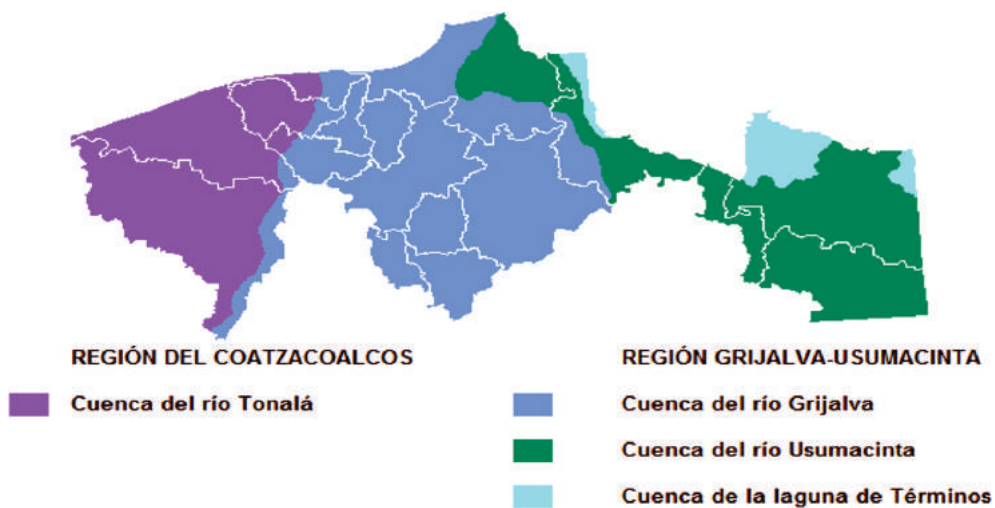 REGIÓN DEL COATZACOALCOS
Cuenca del río Tonalá
REGIÓN GRIJALVA-USUMACINTA
Cuenca del río Grijalva
Cuenca del río Usumacinta
Cuenca de la laguna de Términos